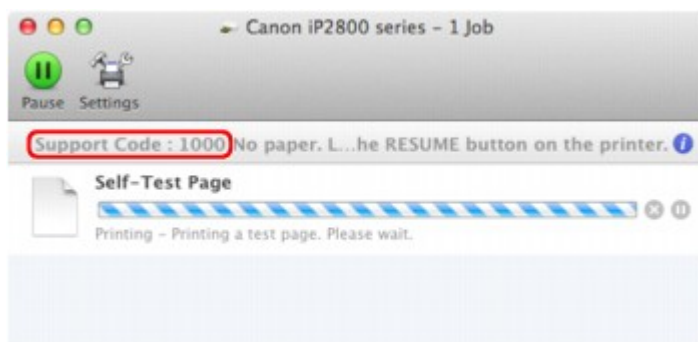 Canon iP2800 series – 1 Job
Pause Settings
Support Code : 1000 No paper. L...he RESUME button on the printer.
Self-Test Page
Printing – Printing a test page. Please wait.